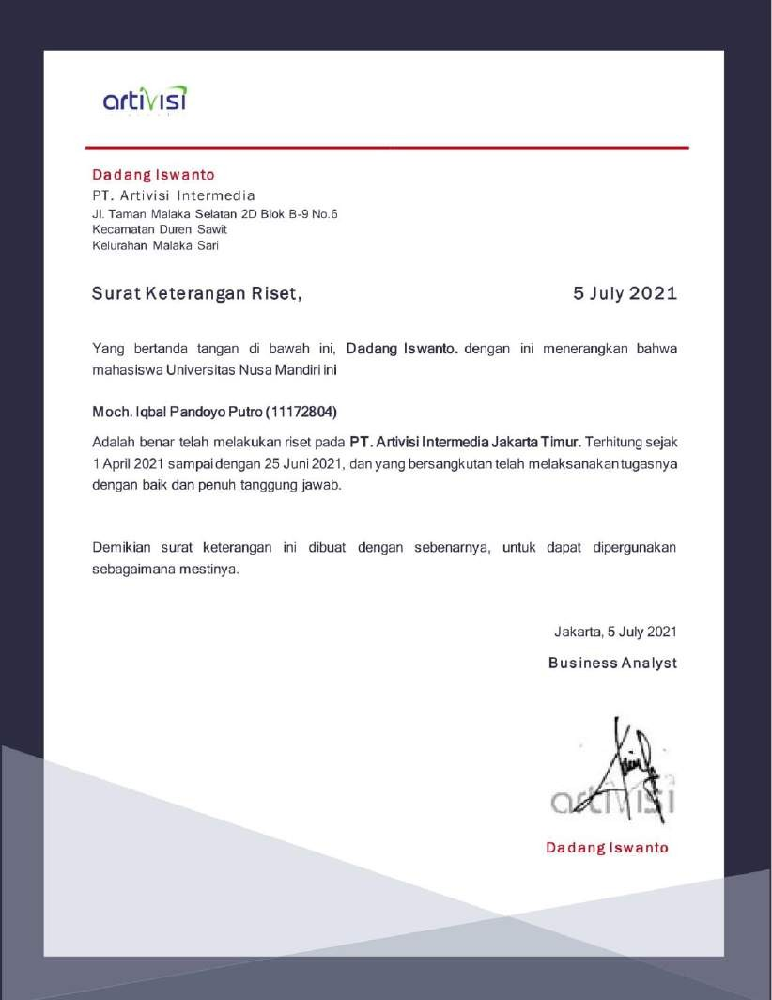 artivisi
Dadang Iswanto
PT. Artivisi Intermedia
Jl. Taman Malaka Selatan 2D Blok B-9 No.6
Kecamatan Duren Sawit
Kelurahan Malaka Sari
Surat Keterangan Riset, 5 July 2021
Yang bertanda tangan di bawah ini, Dadang Iswanto. dengan ini menerangkan bahwa
mahasiswa Universitas Nusa Mandiri ini
Moch. Iqbal Pandoyo Putro (11172804)
Adalah benar telah melakukan riset pada PT. Artivisi Intermedia Jakarta Timur. Terhitung sejak
1 April 2021 sampai dengan 25 Juni 2021, dan yang bersangkutan telah melaksanakan tugasnya
dengan baik dan penuh tanggung jawab.
Demikian surat keterangan ini dibuat dengan sebenarnya, untuk dapat dipergunakan
sebagaimana mestinya.
Jakarta, 5 July 2021
Business Analyst
artivisi
Dadang Iswanto